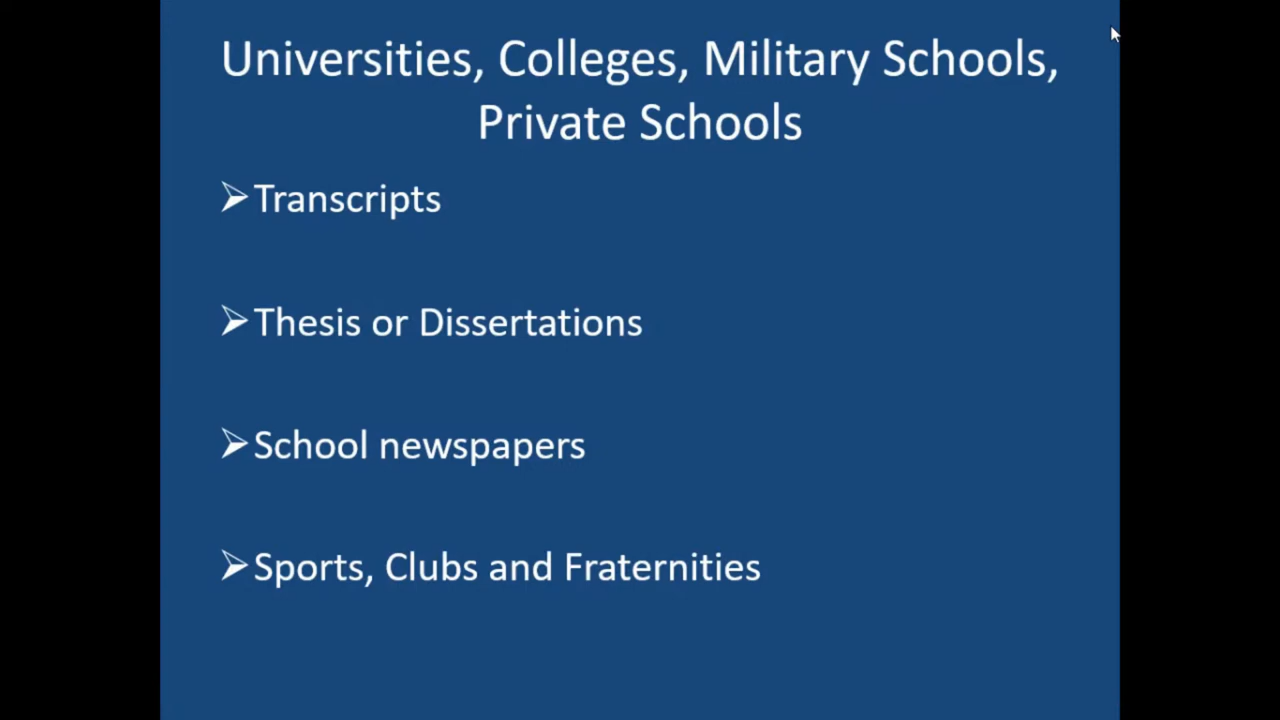 Universities, Colleges, Military Schools,
Private Schools
Transcripts
Thesis or Dissertations
School newspapers
Sports, Clubs and Fraternities